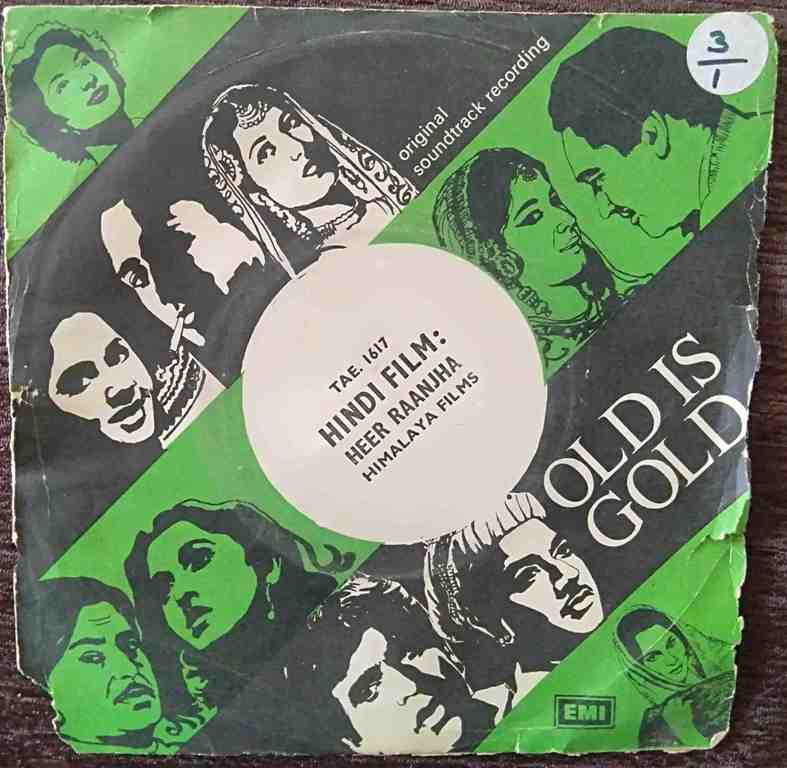 3
1
original
soundtrack recording
TAE. 1617
HINDI FILM:
HEER RAANJHA
HIMALAYA FILMS
OLD IS
GOLD
EMI